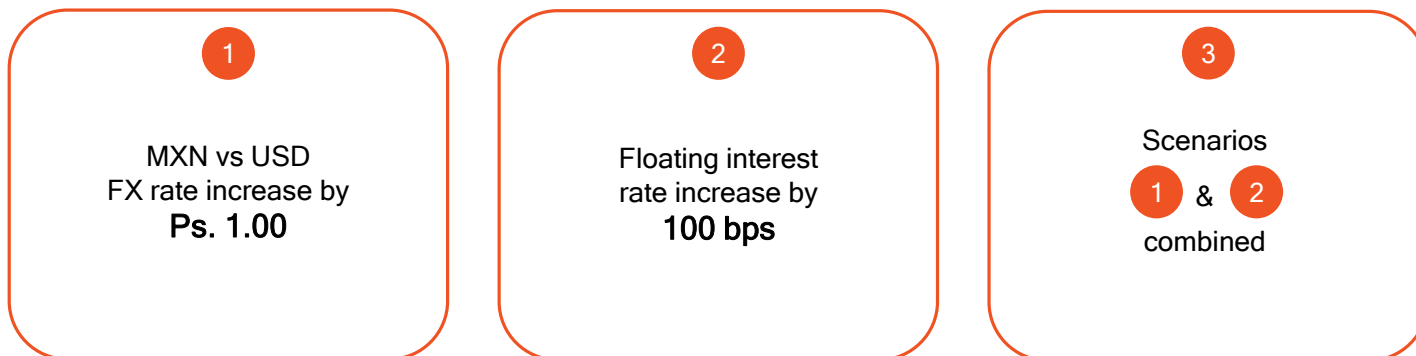 1
MXN vs USD
FX rate increase by
Ps. 1.00
2
Floating interest
rate increase by
100 bps
3
Scenarios
1 & 2
combined